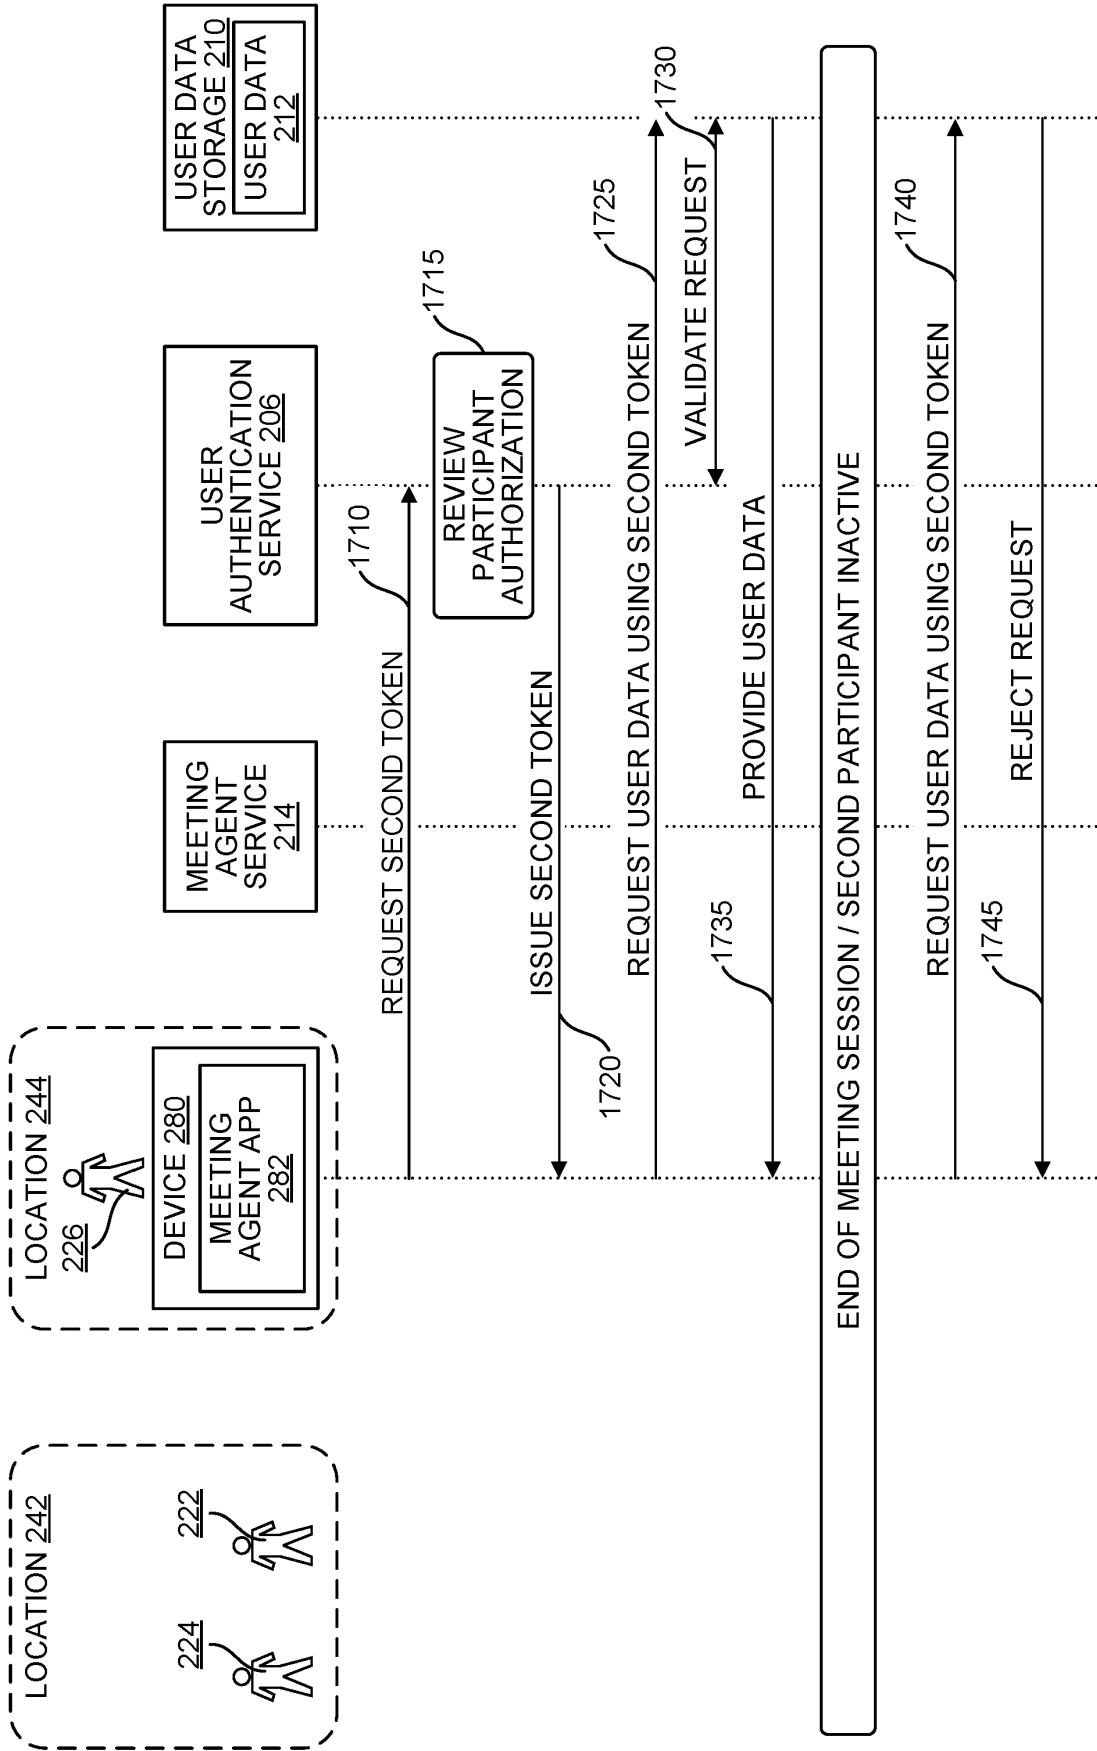 LOCATION 242
224
222
LOCATION 244
226
DEVICE 280
MEETING
AGENT APP
282
MEETING
AGENT
SERVICE
214
USER
AUTHENTICATION
SERVICE 206
USER DATA
STORAGE 210
USER DATA
212
REQUEST SECOND TOKEN
1710
REVIEW
PARTICIPANT
AUTHORIZATION
1715
ISSUE SECOND TOKEN
1720
REQUEST USER DATA USING SECOND TOKEN
1725
VALIDATE REQUEST
1730
PROVIDE USER DATA
1735
END OF MEETING SESSION / SECOND PARTICIPANT INACTIVE
REQUEST USER DATA USING SECOND TOKEN
1740
REJECT REQUEST
1745